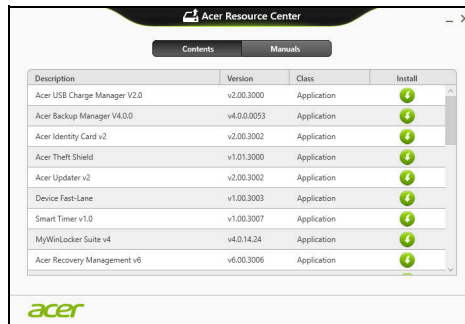 Acer Resource Center
Contents Manuals
Description Version Class Install
Acer USB Charge Manager V2.0 v2.00.3000 Application
Acer Backup Manager V4.0.0 v4.0.0.0053 Application
Acer Identity Card v2 v2.00.3002 Application
Acer Theft Shield v1.01.3000 Application
Acer Updater v2 v2.00.3002 Application
Device Fast-Lane v1.00.3003 Application
Smart Timer v1.0 v1.00.3007 Application
MyWinLocker Suite v4 v4.0.14.24 Application
Acer Recovery Management v6 v6.00.3006 Application
acer